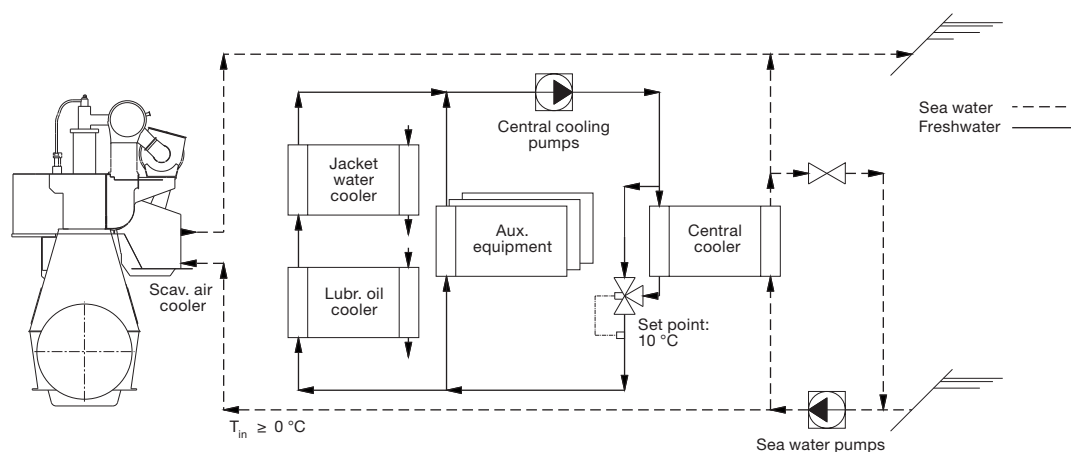 Sea water
Freshwater
Central cooling
pumps
Jacket
water
cooler
Aux.
equipment
Central
cooler
Scav. air
cooler
Lubr. oil
cooler
Set point:
10 °C
T_in ≥ 0 °C
Sea water pumps